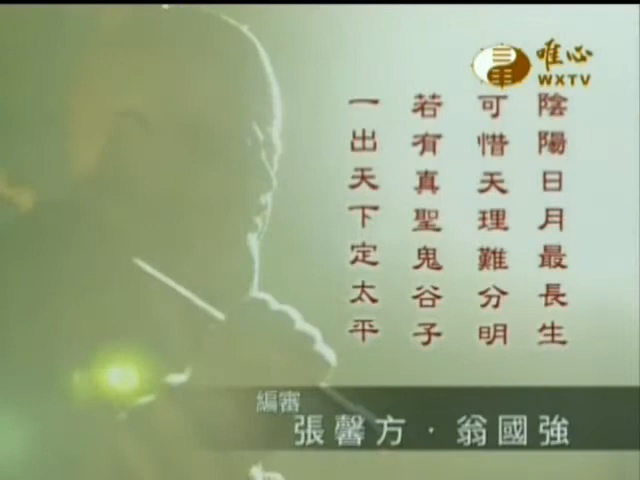 唯心
WXTV
陰陽日月最長生
可惜天理難分明
若有真聖鬼谷子
一出天下定太平
編審
張馨方．翁國強